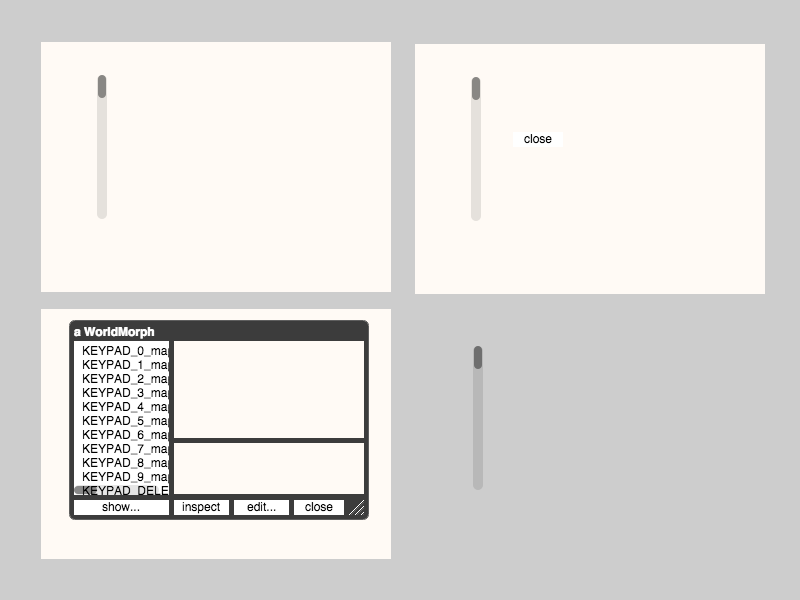 close
a WorldMorph
KEYPAD_0_ma
KEYPAD_1_ma
KEYPAD_2_ma
KEYPAD_3_ma
KEYPAD_4_ma
KEYPAD_5_ma
KEYPAD_6_ma
KEYPAD_7_ma
KEYPAD_8_ma
KEYPAD_9_ma
KEYPAD_DELE
show... inspect edit... close